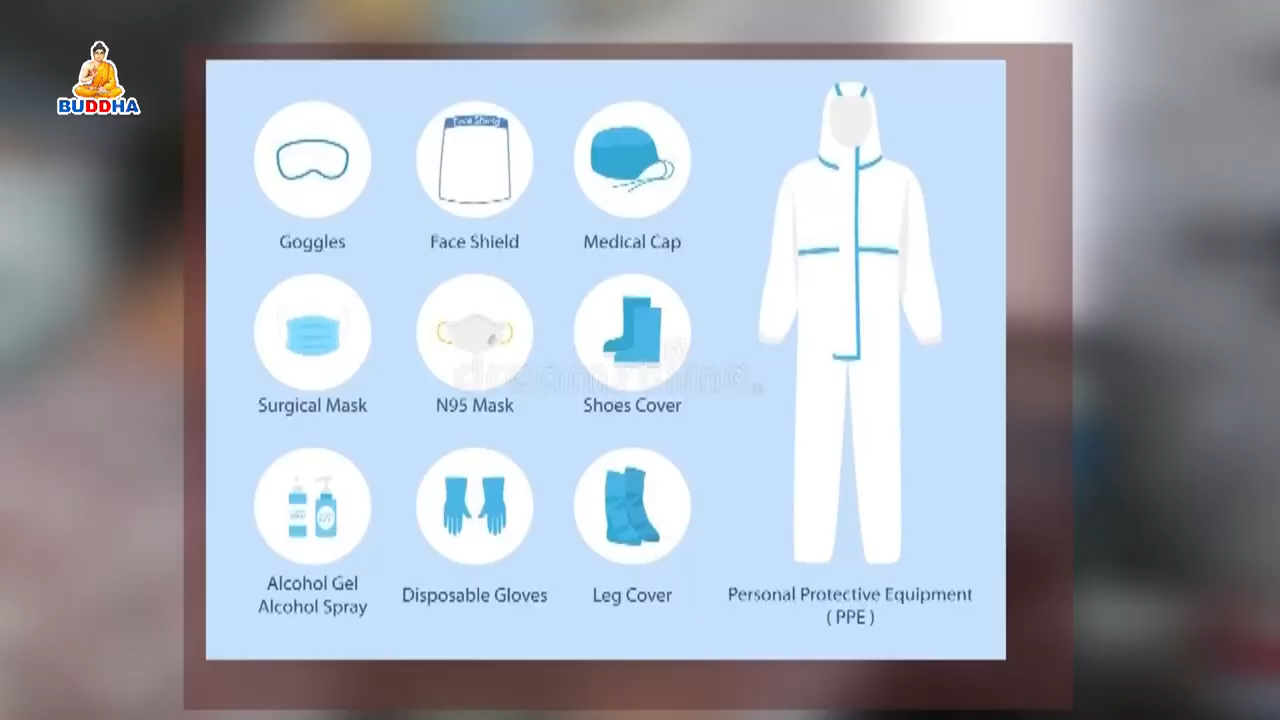 BUDDHA
Face Shield
Goggles
Face Shield
Medical Cap
Surgical Mask
N95 Mask
Shoes Cover
dreamstime.
Alcohol Gel
Alcohol Spray
Disposable Gloves
Leg Cover
Personal Protective Equipment
( PPE )